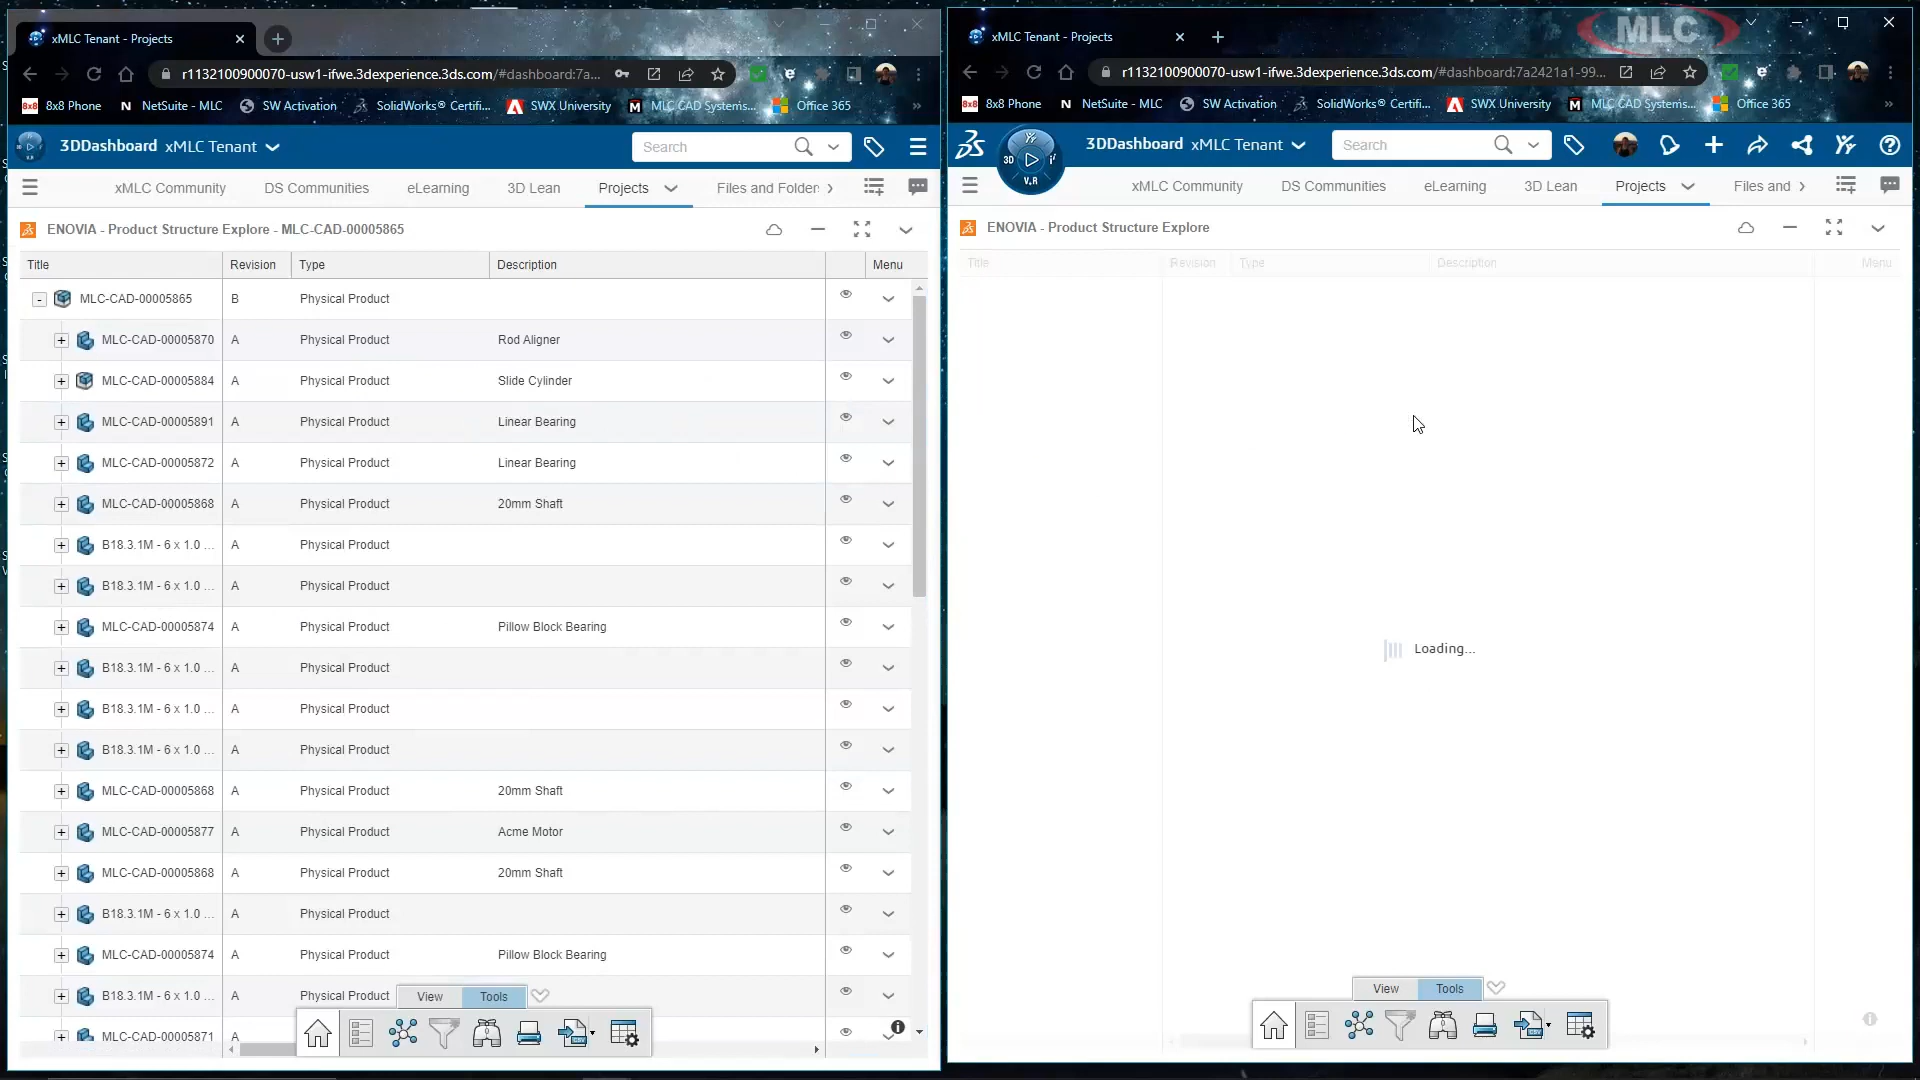 xMLC Tenant - Projects
r1132100900070-usw1-ifwe.3dexperience.3ds.com/#dashboard:7a...
8x8 8x8 Phone N NetSuite - MLC SW Activation SolidWorks® Certifi... SWX University M MLC CAD Systems... Office 365 »
3DDashboard xMLC Tenant Search
xMLC Community DS Communities eLearning 3D Lean Projects Files and Folders
ENOVIA - Product Structure Explore - MLC-CAD-00005865
Title Revision Type Description Menu
MLC-CAD-00005865 B Physical Product
MLC-CAD-00005870 A Physical Product Rod Aligner
MLC-CAD-00005884 A Physical Product Slide Cylinder
MLC-CAD-00005891 A Physical Product Linear Bearing
MLC-CAD-00005872 A Physical Product Linear Bearing
MLC-CAD-00005868 A Physical Product 20mm Shaft
B18.3.1M - 6 x 1.0 ... A Physical Product
B18.3.1M - 6 x 1.0 ... A Physical Product
MLC-CAD-00005874 A Physical Product Pillow Block Bearing
B18.3.1M - 6 x 1.0 ... A Physical Product
B18.3.1M - 6 x 1.0 ... A Physical Product
B18.3.1M - 6 x 1.0 ... A Physical Product
MLC-CAD-00005868 A Physical Product 20mm Shaft
MLC-CAD-00005877 A Physical Product Acme Motor
MLC-CAD-00005868 A Physical Product 20mm Shaft
B18.3.1M - 6 x 1.0 ... A Physical Product
MLC-CAD-00005874 A Physical Product Pillow Block Bearing
B18.3.1M - 6 x 1.0 ... A Physical Product
MLC-CAD-00005871 A
View Tools
MLC
xMLC Tenant - Projects
r1132100900070-usw1-ifwe.3dexperience.3ds.com/#dashboard:7a2421a1-99...
8x8 8x8 Phone N NetSuite - MLC SW Activation SolidWorks® Certifi... SWX University M MLC CAD Systems... Office 365 »
3D V.R 3DDashboard xMLC Tenant Search
xMLC Community DS Communities eLearning 3D Lean Projects Files and
ENOVIA - Product Structure Explore
Title Revision Type Description Menu
Loading...
View Tools